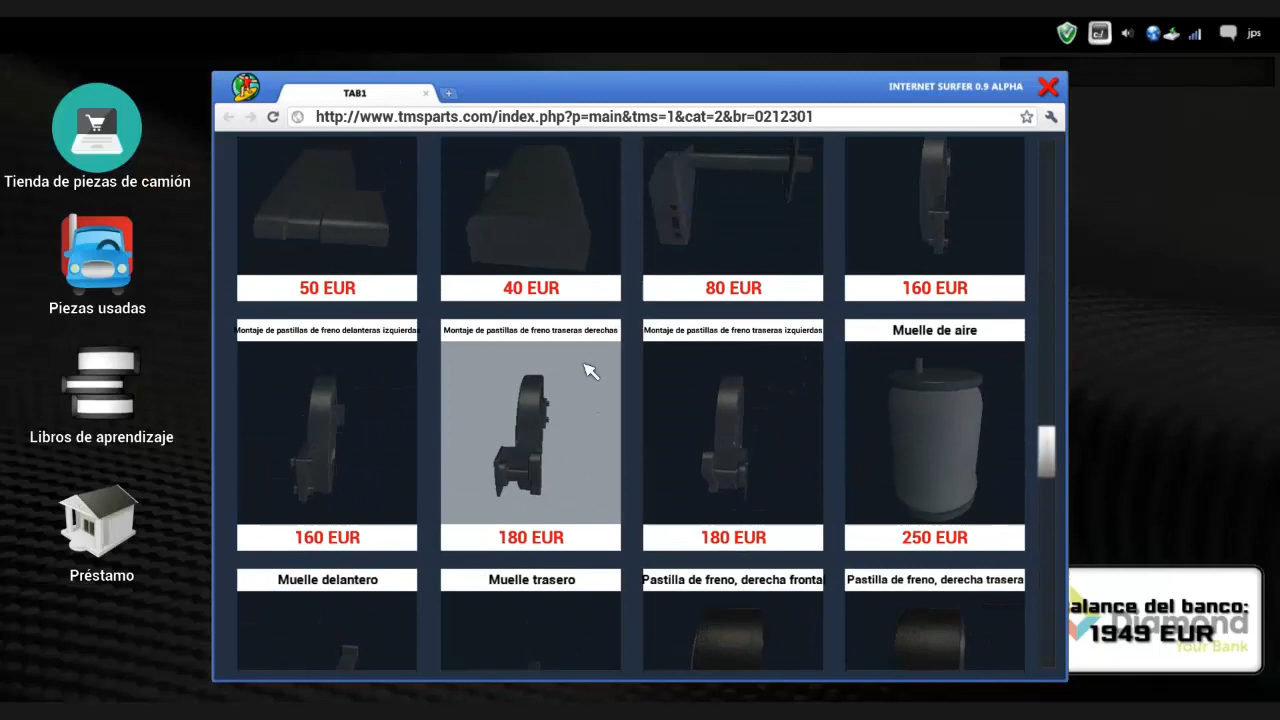 jps
TAB1
INTERNET SURFER 0.9 ALPHA
http://www.tmsparts.com/index.php?p=main&tms=1&cat=2&br=0212301
Tienda de piezas de camión
Piezas usadas
Libros de aprendizaje
Préstamo
50 EUR
40 EUR
80 EUR
160 EUR
Montaje de pastillas de freno delanteras izquierdas
Montaje de pastillas de freno traseras derechas
Montaje de pastillas de freno traseras izquierdas
Muelle de aire
160 EUR
180 EUR
180 EUR
250 EUR
Muelle delantero
Muelle trasero
Pastilla de freno, derecha frontal
Pastilla de freno, derecha trasera
alance del banco:
1949 EUR
Diamond
Your Bank